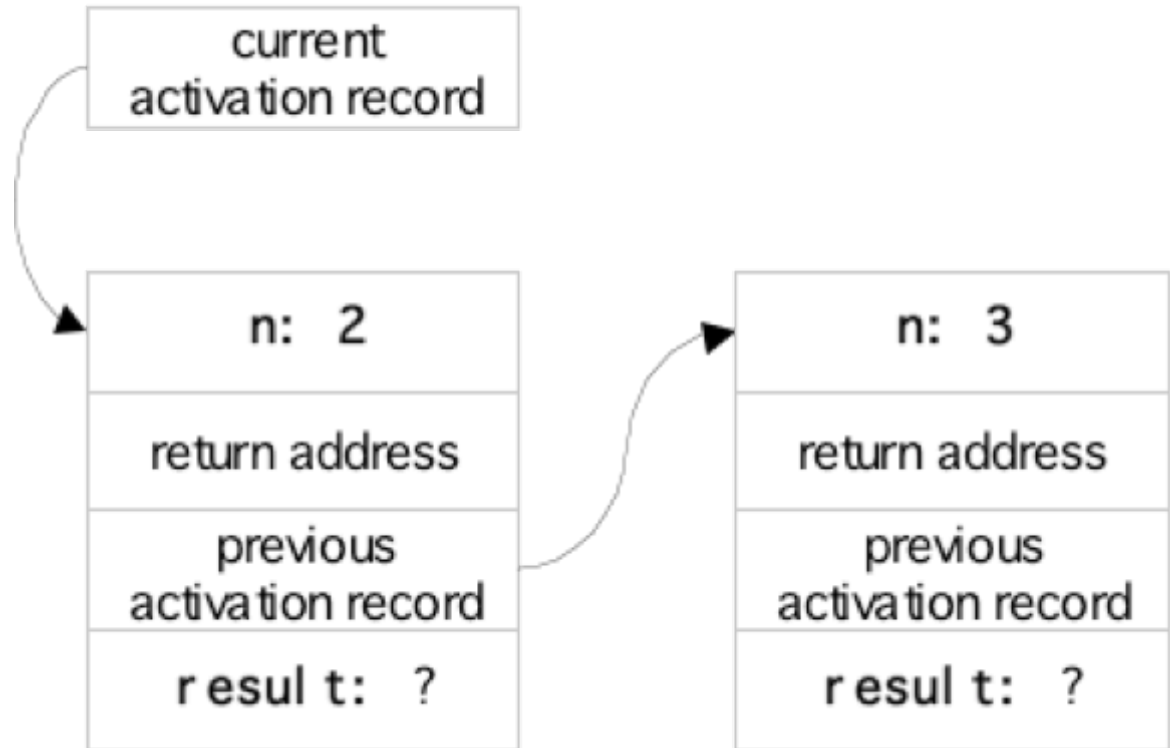 current
activation record
n: 2
return address
previous
activation record
result: ?
n: 3
return address
previous
activation record
result: ?